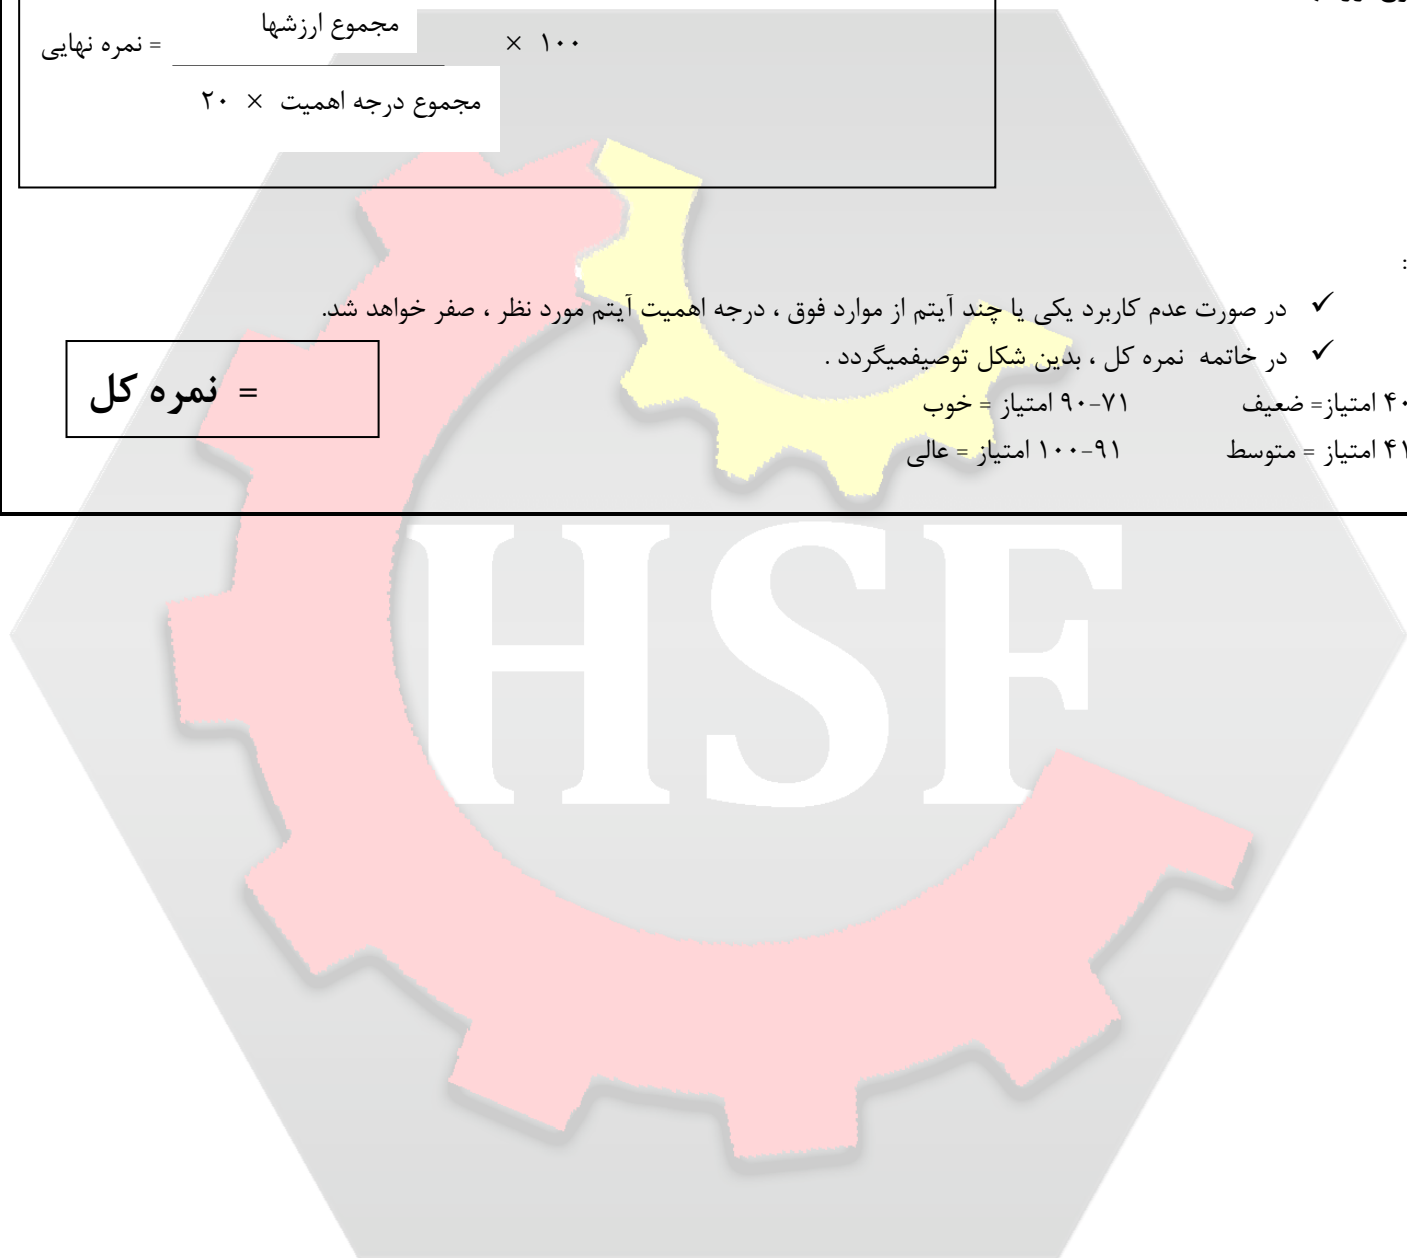 مجموع ارزشها
نمره نهایی = × ۱۰۰
مجموع درجه اهمیت × ۲۰
:
✓ در صورت عدم کاربرد یکی یا چند آیتم از موارد فوق ، درجه اهمیت آیتم مورد نظر ، صفر خواهد شد.
✓ در خاتمه نمره کل ، بدین شکل توصیفمیگردد .
نمره کل =
۴۰ امتیاز= ضعیف ۷۱-۹۰ امتیاز = خوب
۴۱ امتیاز = متوسط ۹۱-۱۰۰ امتیاز = عالی
HSF